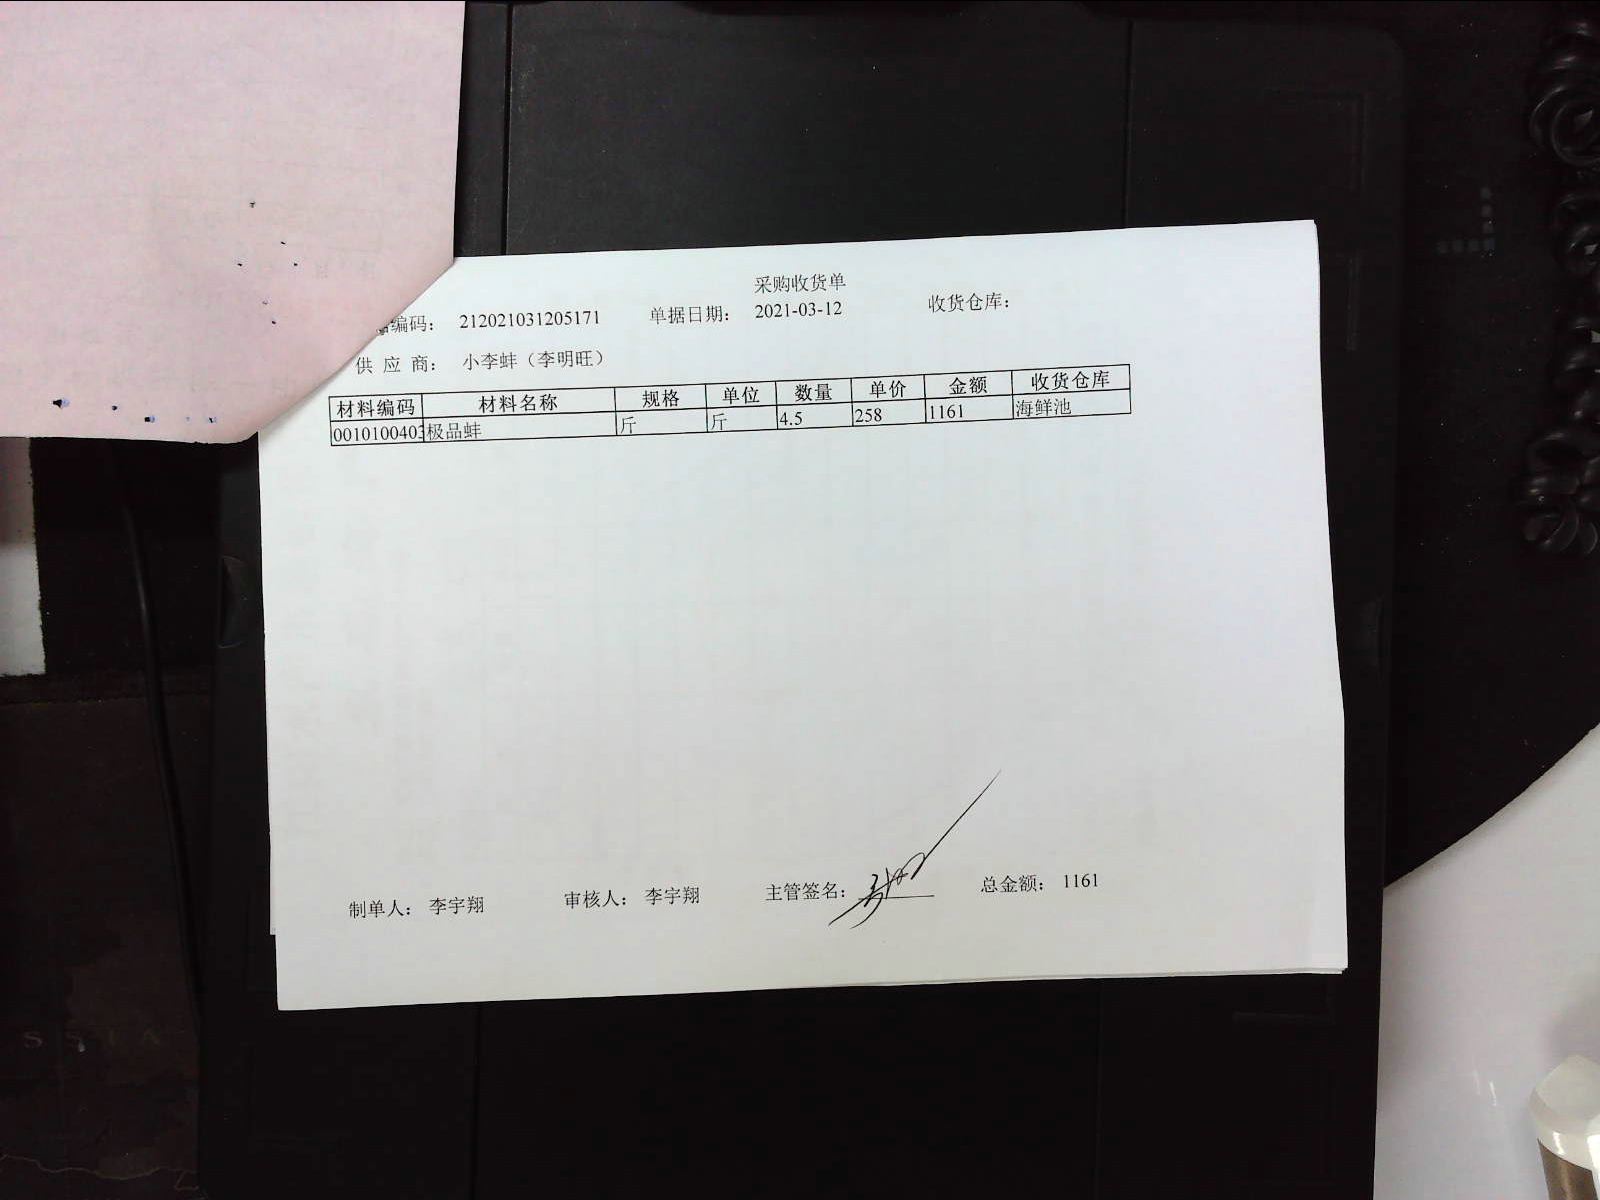 采购收货单
编码： 212021031205171 单据日期： 2021-03-12 收货仓库：
供 应 商： 小李蚌（李明旺）
材料编码 材料名称 规格 单位 数量 单价 金额 收货仓库
0010100403 极品蚌 斤 斤 4.5 258 1161 海鲜池
制单人： 李宇翔 审核人： 李宇翔 主管签名： 总金额： 1161